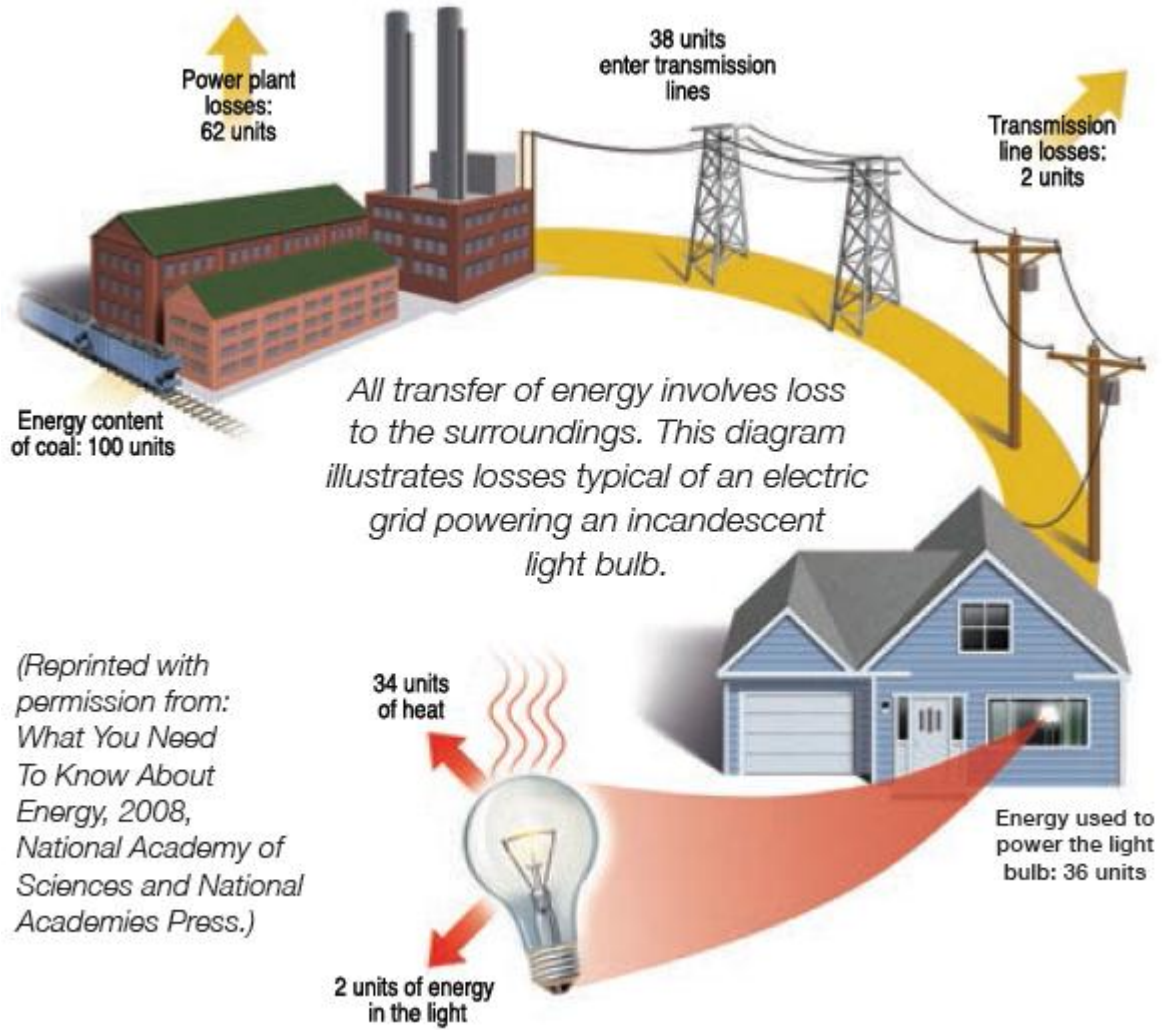 Power plant
losses:
62 units
38 units
enter transmission
lines
Transmission
line losses:
2 units
Energy content
of coal: 100 units
All transfer of energy involves loss
to the surroundings. This diagram
illustrates losses typical of an electric
grid powering an incandescent
light bulb.
(Reprinted with
permission from:
What You Need
To Know About
Energy, 2008,
National Academy of
Sciences and National
Academies Press.)
34 units
of heat
Energy used to
power the light
bulb: 36 units
2 units of energy
in the light